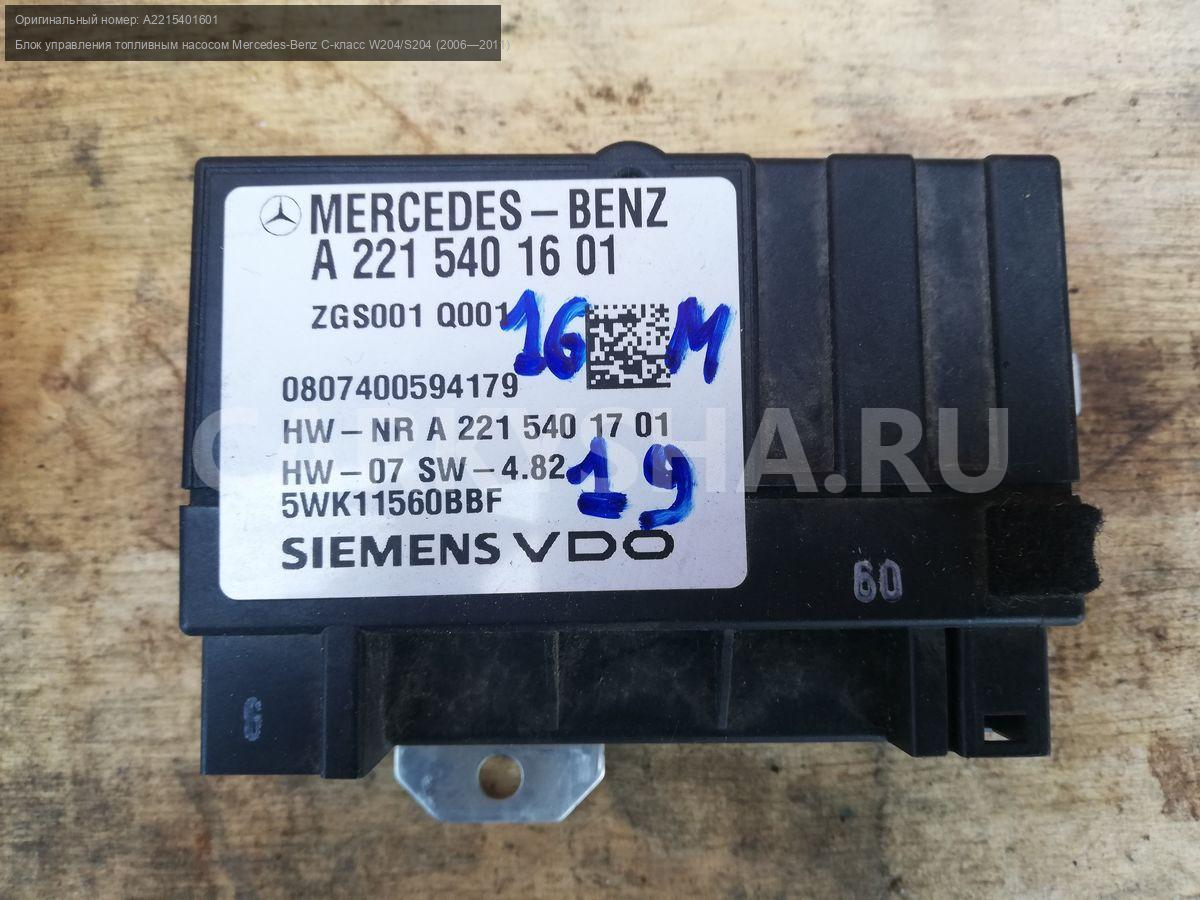 Оригинальный номер: A2215401601
Блок управления топливным насосом Mercedes-Benz C-класс W204/S204 (2006—2011)
MERCEDES – BENZ
A 221 540 16 01
ZGS001 Q001
16 M
0807400594179
HW – NR A 221 540 17 01
HW – 07 SW – 4.82
19
5WK11560BBF
SIEMENS VDO
60
G